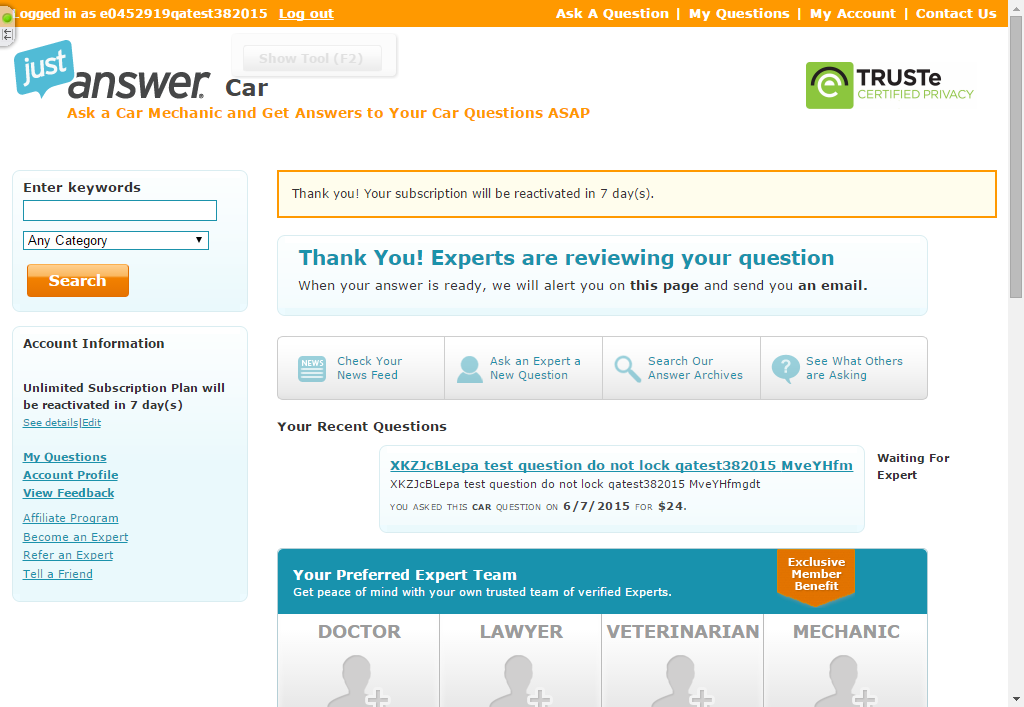 Logged in as e0452919qatest382015 Log out
Ask A Question | My Questions | My Account | Contact Us
Show Tool (F2)
just answer® Car
Ask a Car Mechanic and Get Answers to Your Car Questions ASAP
TRUSTe
CERTIFIED PRIVACY
Enter keywords
Any Category
Search
Account Information
Unlimited Subscription Plan will
be reactivated in 7 day(s)
See details|Edit
My Questions
Account Profile
View Feedback
Affiliate Program
Become an Expert
Refer an Expert
Tell a Friend
Thank you! Your subscription will be reactivated in 7 day(s).
Thank You! Experts are reviewing your question
When your answer is ready, we will alert you on this page and send you an email.
NEWS
Check Your
News Feed
Ask an Expert a
New Question
Search Our
Answer Archives
?
See What Others
are Asking
Your Recent Questions
XKZJcBLepa test question do not lock qatest382015 MveYHfm
XKZJcBLepa test question do not lock qatest382015 MveYHfmgdt
YOU ASKED THIS CAR QUESTION ON 6/7/2015 FOR $24.
Waiting For
Expert
Your Preferred Expert Team
Get peace of mind with your own trusted team of verified Experts.
Exclusive
Member
Benefit
DOCTOR
LAWYER
VETERINARIAN
MECHANIC